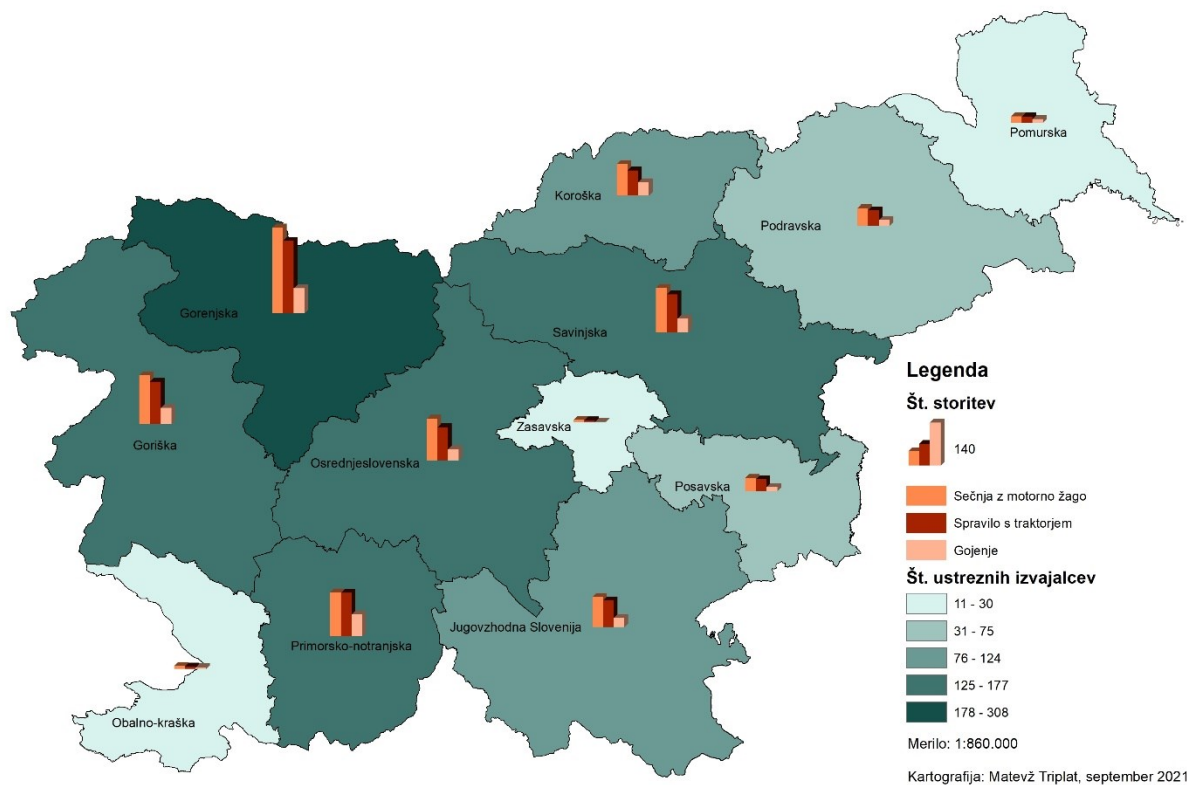 Pomurska
Koroška
Podravska
Gorenjska
Savinjska
Goriška
Zasavska
Osrednjeslovenska
Posavska
Jugovzhodna Slovenija
Primorsko-notranjska
Obalno-kraška
Legenda
Št. storitev
140
Sečnja z motorno žago
Spravilo s traktorjem
Gojenje
Št. ustreznih izvajalcev
11 - 30
31 - 75
76 - 124
125 - 177
178 - 308
Merilo: 1:860.000
Kartografija: Matevž Triplat, september 2021